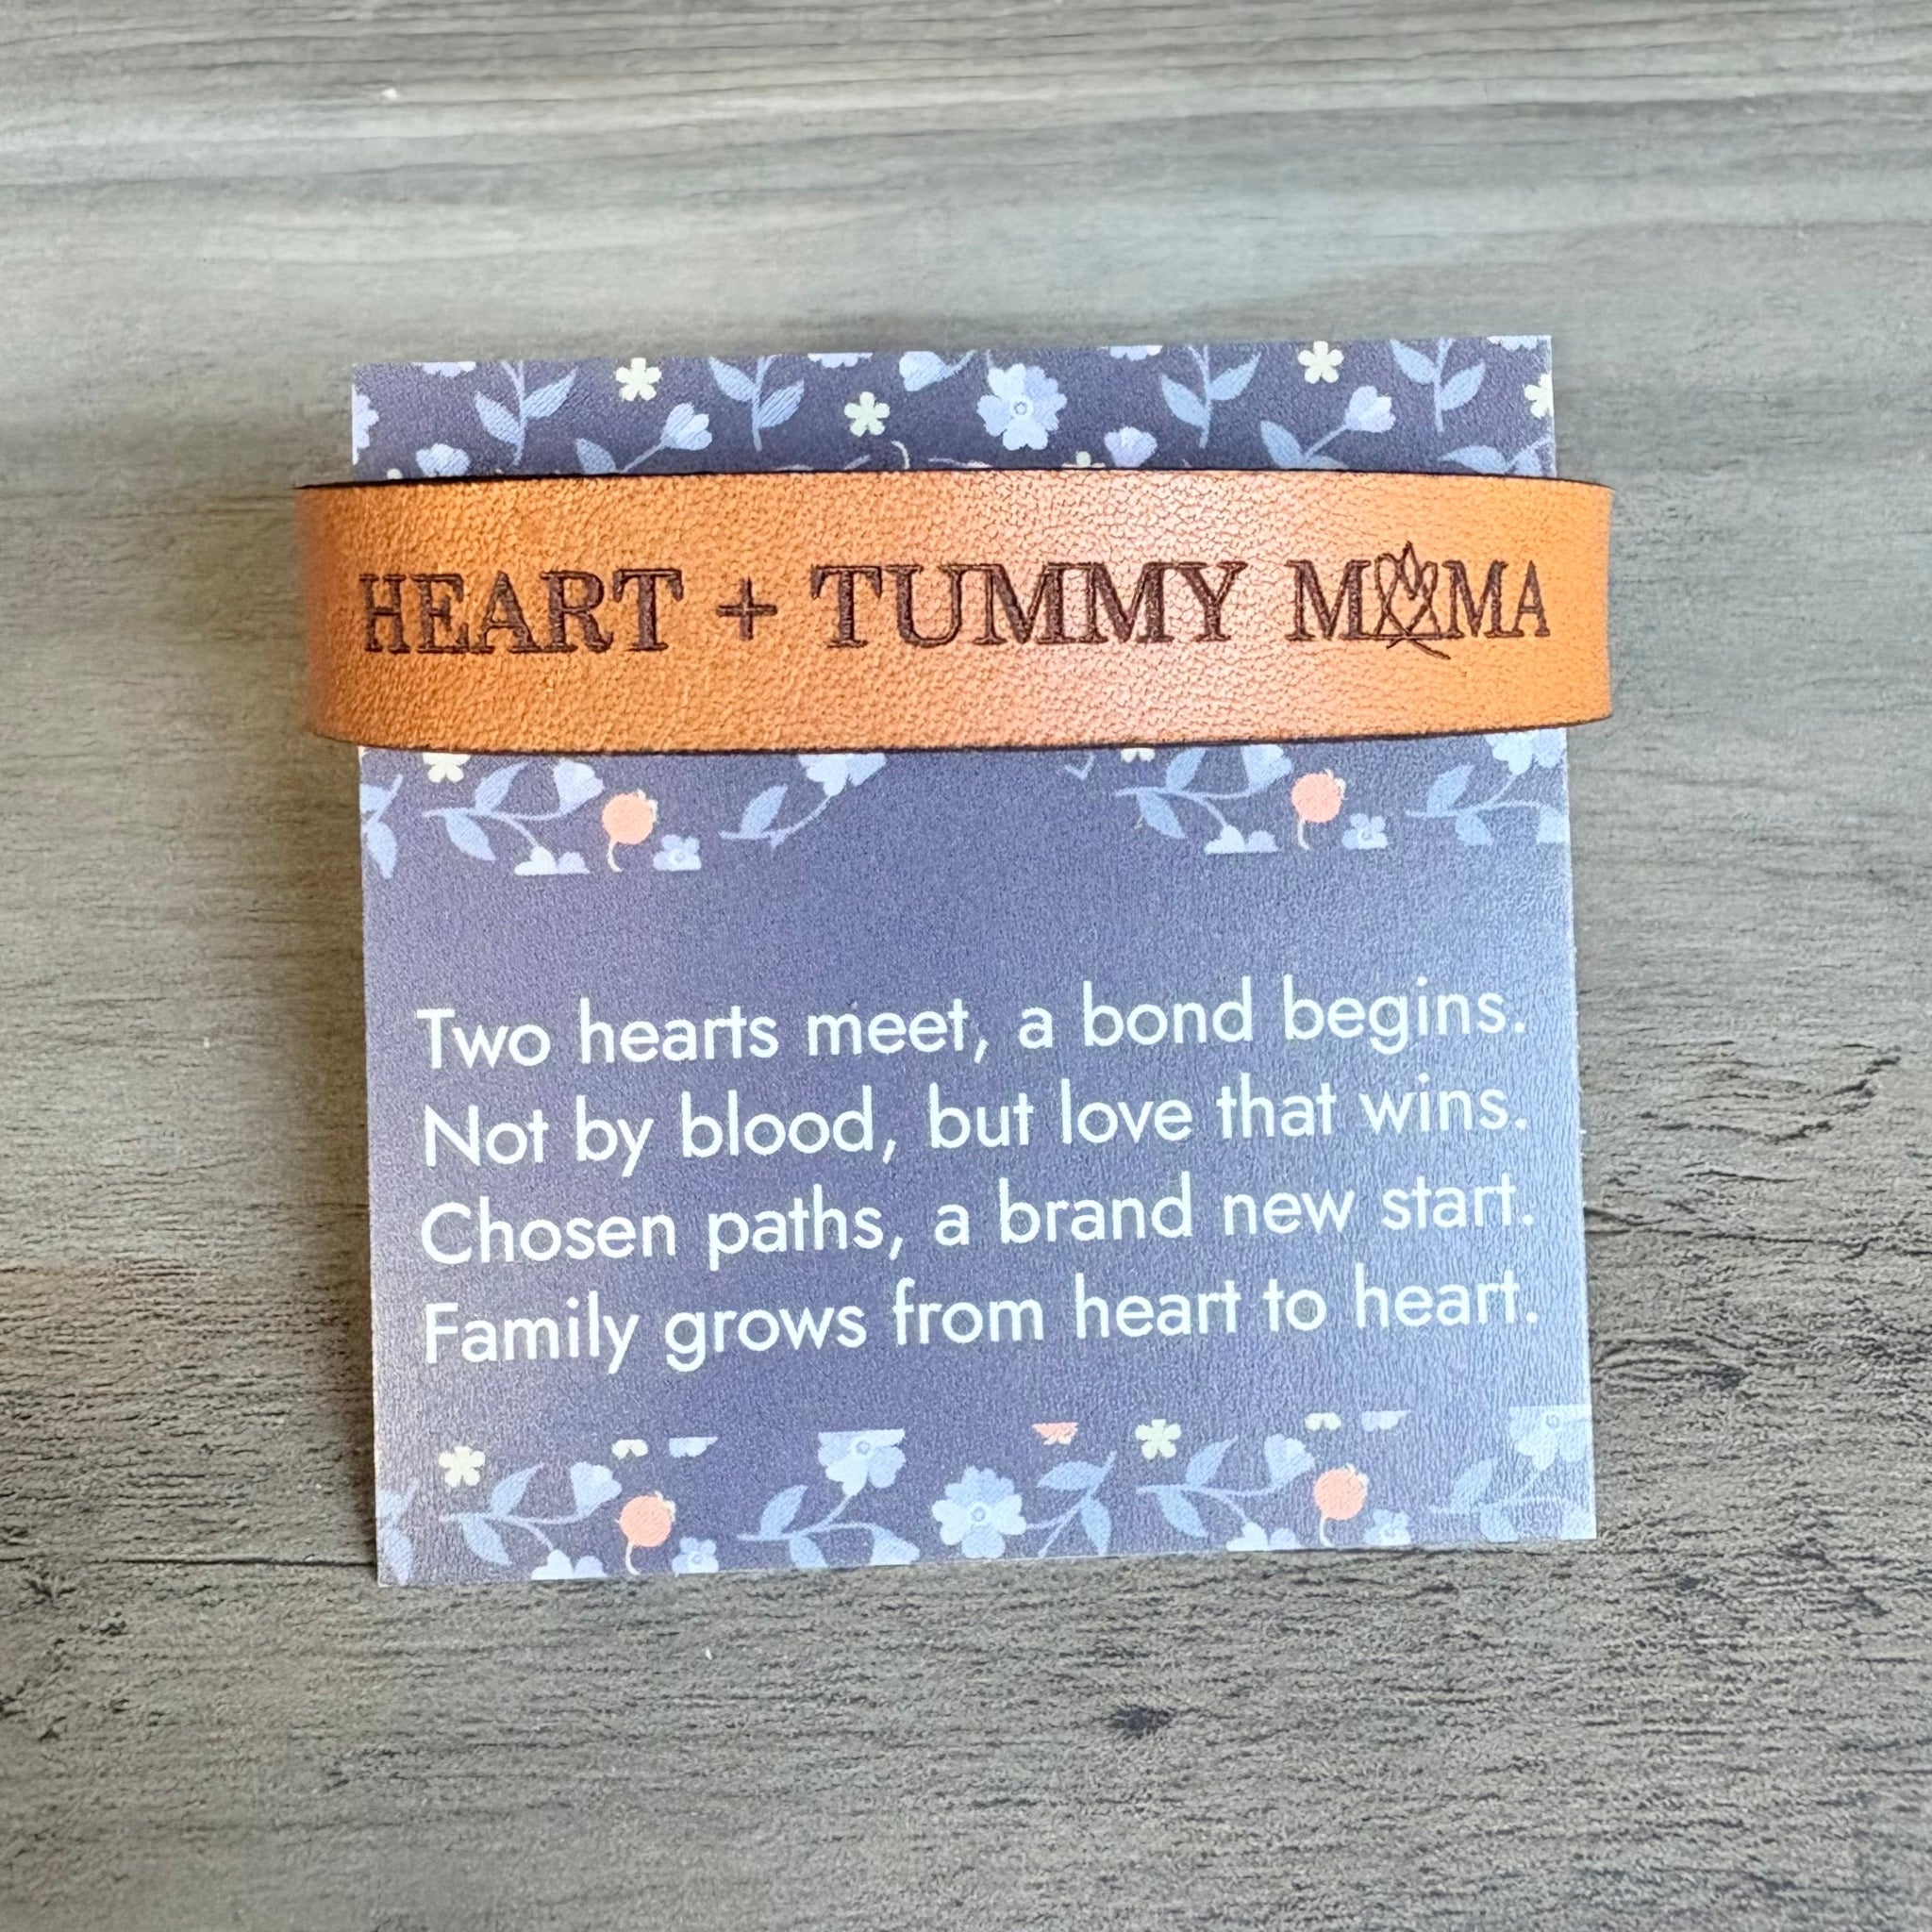 HEART + TUMMY MAMA
Two hearts meet, a bond begins.
Not by blood, but love that wins.
Chosen paths, a brand new start.
Family grows from heart to heart.